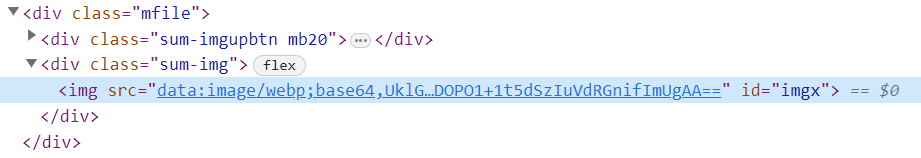 <div class="mfile">
<div class="sum-imgupbtn mb20">…</div>
<div class="sum-img"> flex
<img src="data:image/webp;base64,UklG…DOPO1+1t5dSzIuVdRGnifImUgAA==" id="imgx"> == $0
</div>
</div>